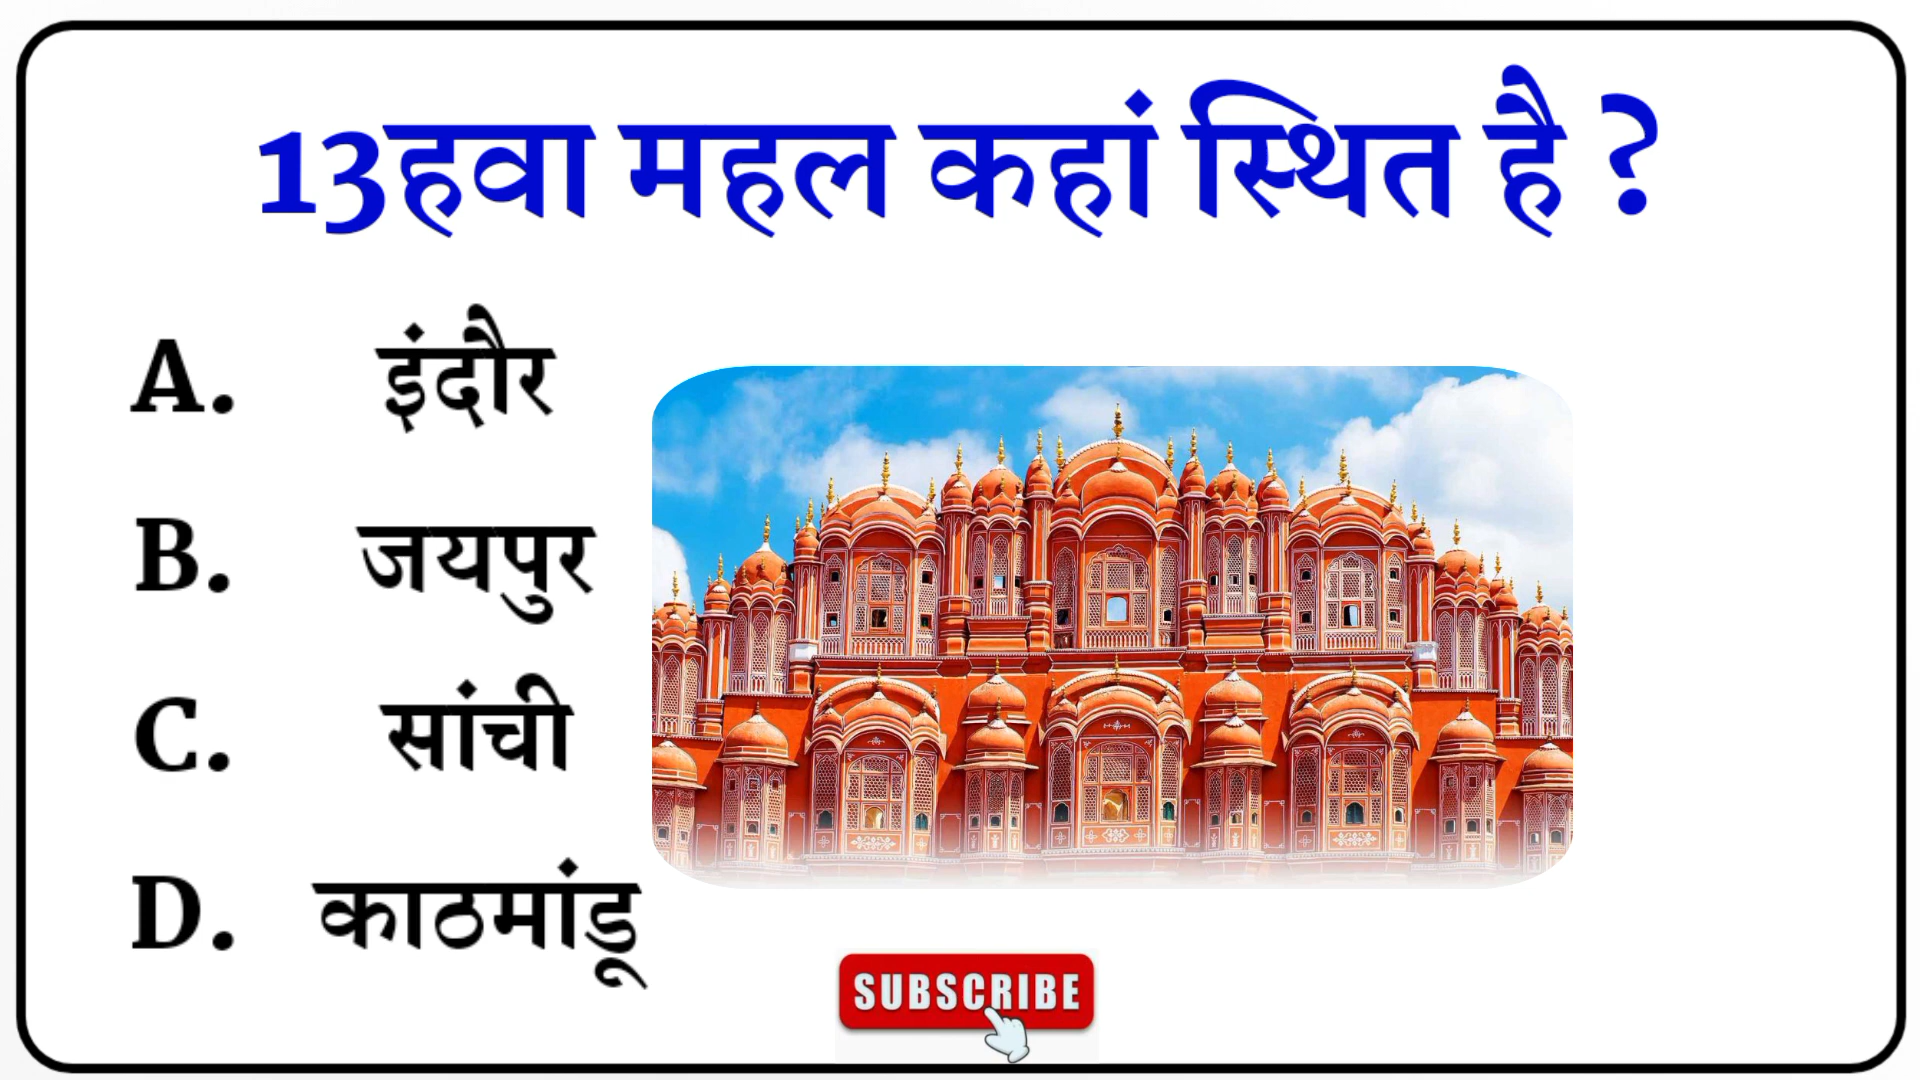 13हवा महल कहां स्थित है ?
A. इंदौर
B. जयपुर
C. सांची
D. काठमांडू
SUBSCRIBE